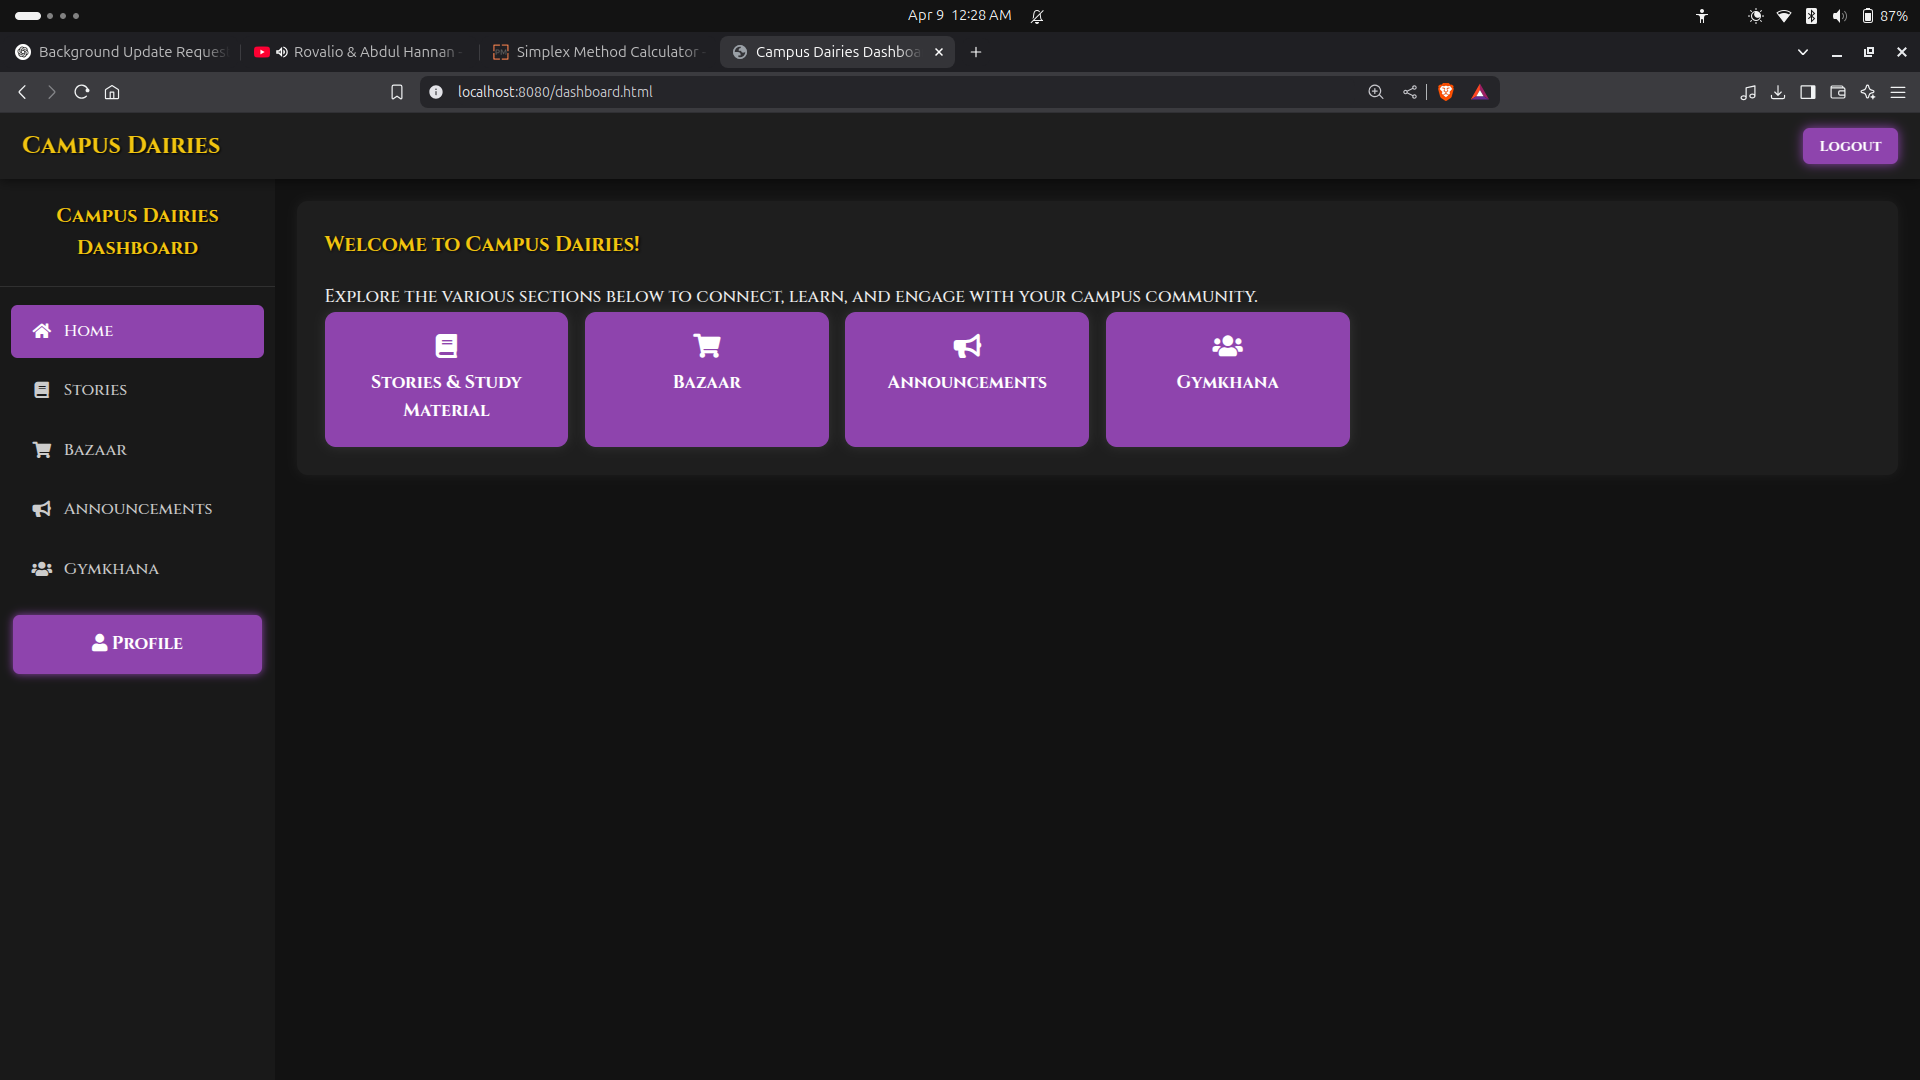 Apr 9 12:28 AM
87%
Background Update Reques
Rovalio & Abdul Hannan -
Simplex Method Calculator -
Campus Dairies Dashboa
localhost:8080/dashboard.html
Campus Dairies
Logout
Campus Dairies
Dashboard
Home
Stories
Bazaar
Announcements
Gymkhana
Profile
Welcome to Campus Dairies!
Explore the various sections below to connect, learn, and engage with your campus community.
Stories & Study
Material
Bazaar
Announcements
Gymkhana